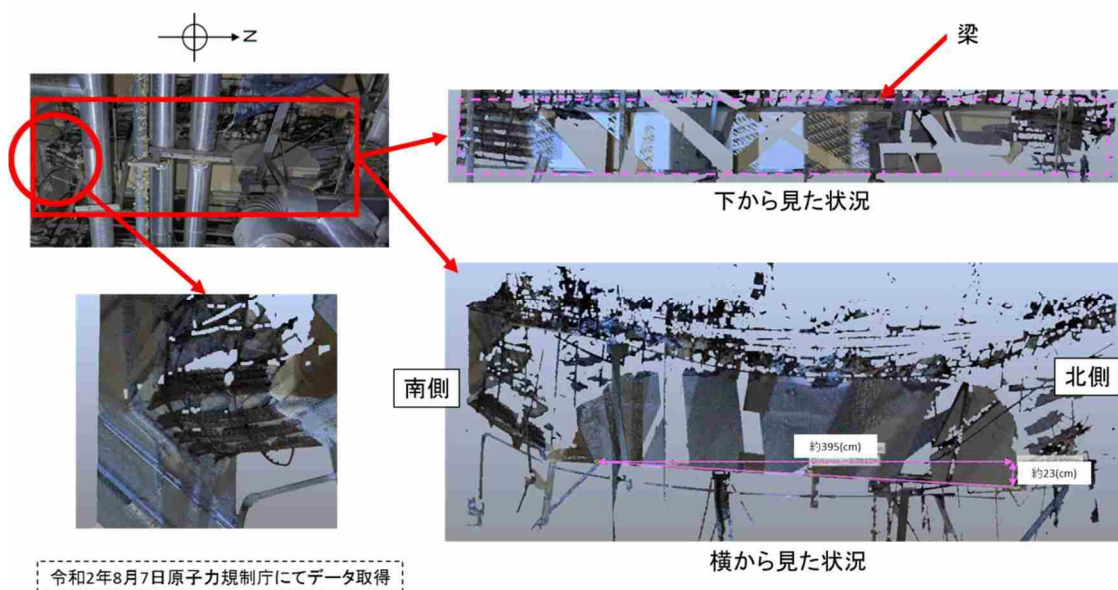 N
梁
下から見た状況
南側
北側
約395(cm)
約23(cm)
横から見た状況
令和2年8月7日原子力規制庁にてデータ取得